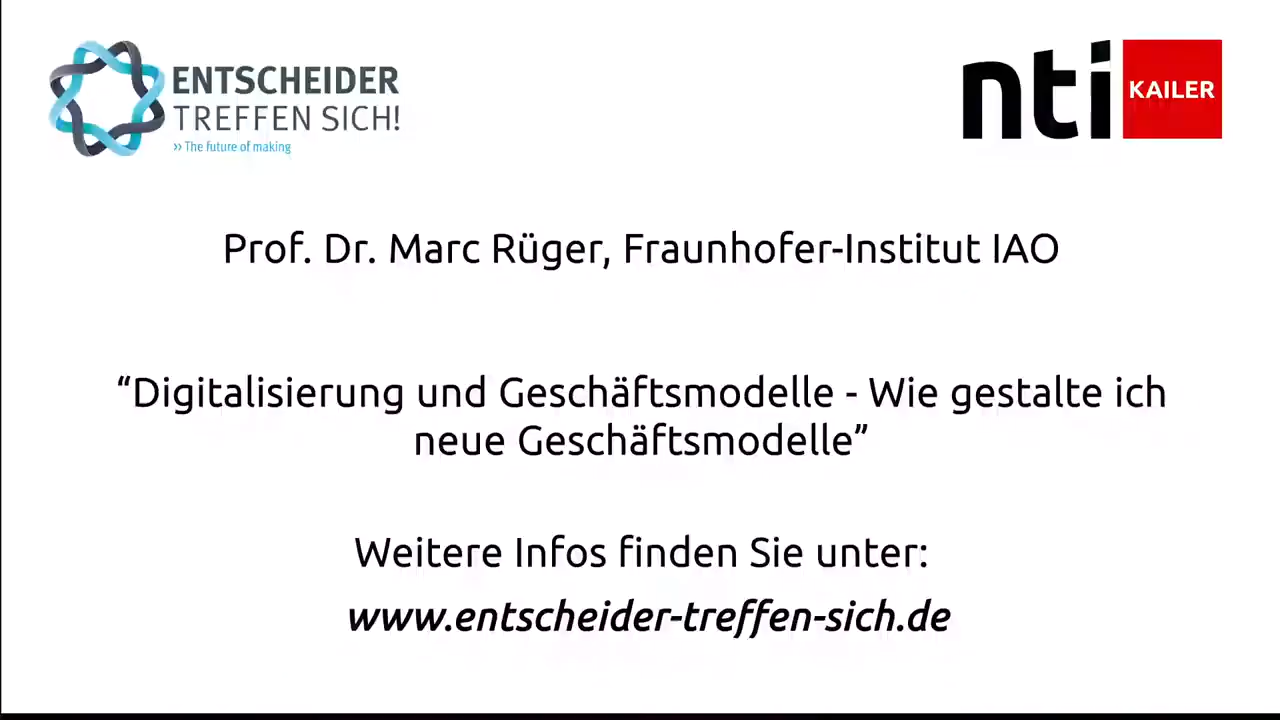 ENTSCHEIDER
TREFFEN SICH!
» The future of making
nti KAILER
Prof. Dr. Marc Rüger, Fraunhofer-Institut IAO
“Digitalisierung und Geschäftsmodelle - Wie gestalte ich
neue Geschäftsmodelle”
Weitere Infos finden Sie unter:
www.entscheider-treffen-sich.de